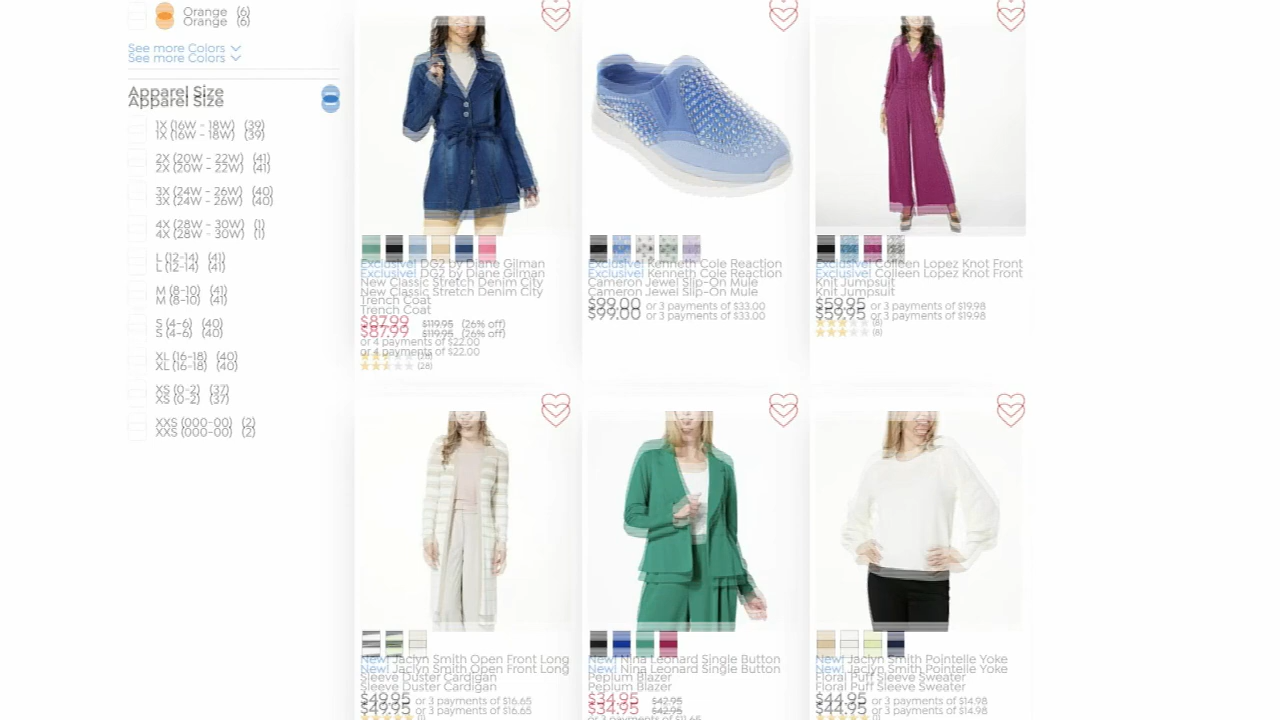 Orange (6)
See more Colors
Apparel Size
1X (16W - 18W) (39)
2X (20W - 22W) (41)
3X (24W - 26W) (40)
4X (28W - 30W) (1)
L (12-14) (41)
M (8-10) (41)
S (4-6) (40)
XL (16-18) (40)
XS (0-2) (37)
XXS (000-00) (2)
Exclusive! DG2 by Diane Gilman
New Classic Stretch Denim City
Trench Coat
$87.99 $119.95 (26% off)
or 4 payments of $22.00
(28)
Exclusive! Kenneth Cole Reaction
Cameron Jewel Slip-On Mule
$99.00 or 3 payments of $33.00
Exclusive! Colleen Lopez Knot Front
Knit Jumpsuit
$59.95 or 3 payments of $19.98
(8)
New! Jaclyn Smith Open Front Long
Sleeve Duster Cardigan
$49.95 or 3 payments of $16.65
New! Nina Leonard Single Button
Peplum Blazer
$34.95 $42.95
or 3 payments of $11.65
New! Jaclyn Smith Pointelle Yoke
Floral Puff Sleeve Sweater
$44.95 or 3 payments of $14.98